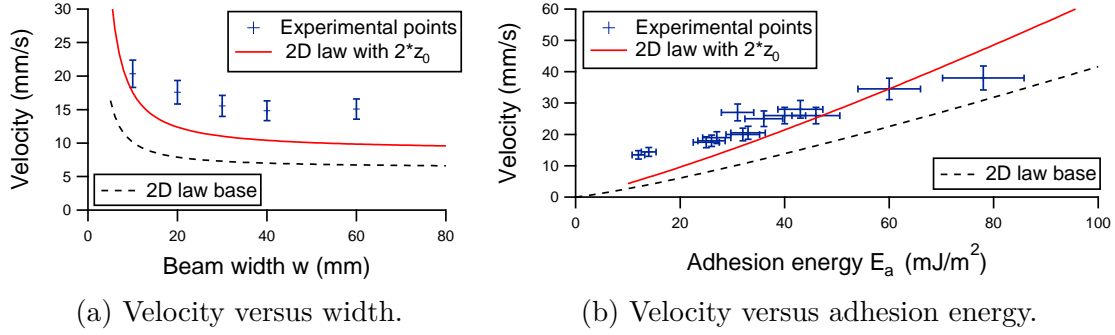 30
25
20
15
10
5
0
Velocity (mm/s)
Experimental points
2D law with 2*z₀
2D law base
0
20
40
60
80
Beam width w (mm)
(a) Velocity versus width.
60
50
40
30
20
10
0
Velocity (mm/s)
Experimental points
2D law with 2*z₀
2D law base
0
20
40
60
80
100
Adhesion energy Eₐ (mJ/m²)
(b) Velocity versus adhesion energy.